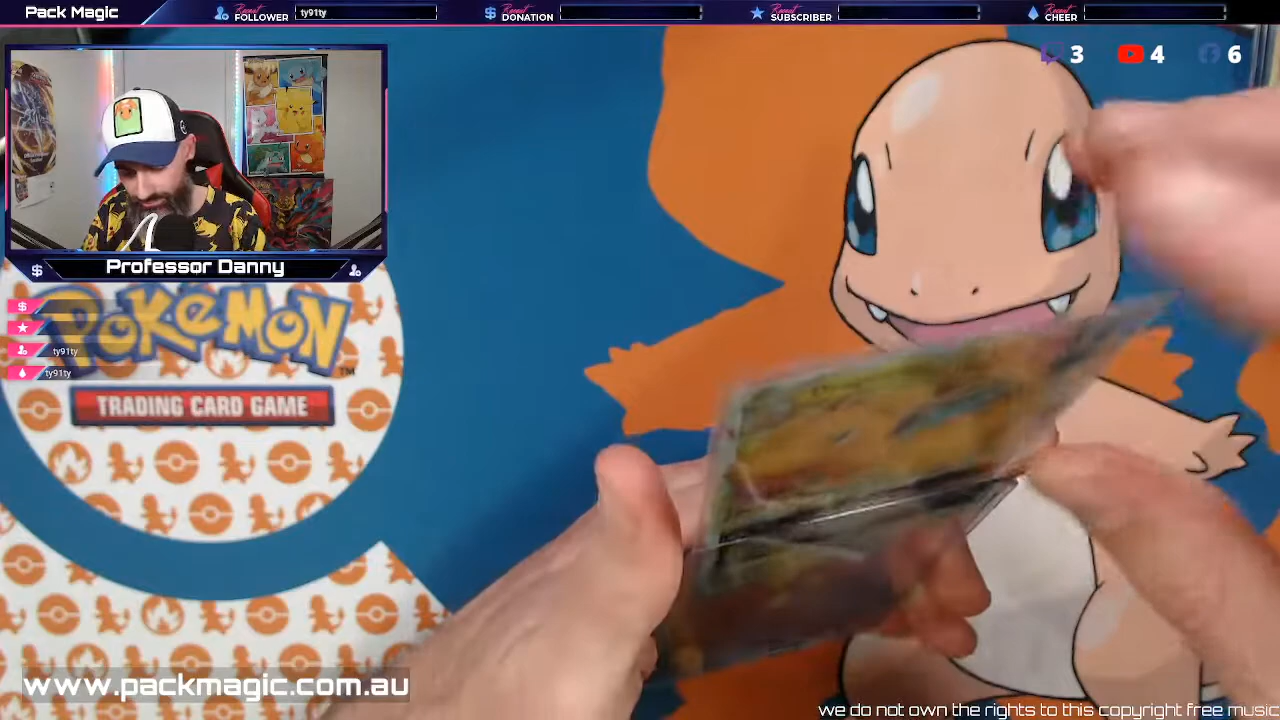 Pack Magic
Recent
FOLLOWER
ty91ty
Recent
DONATION
Recent
SUBSCRIBER
Recent
CHEER
3
4
6
Professor Danny
ty91ty
ty91ty
POKéMON
TM
TRADING CARD GAME
www.packmagic.com.au
we do not own the rights to this copyright free music